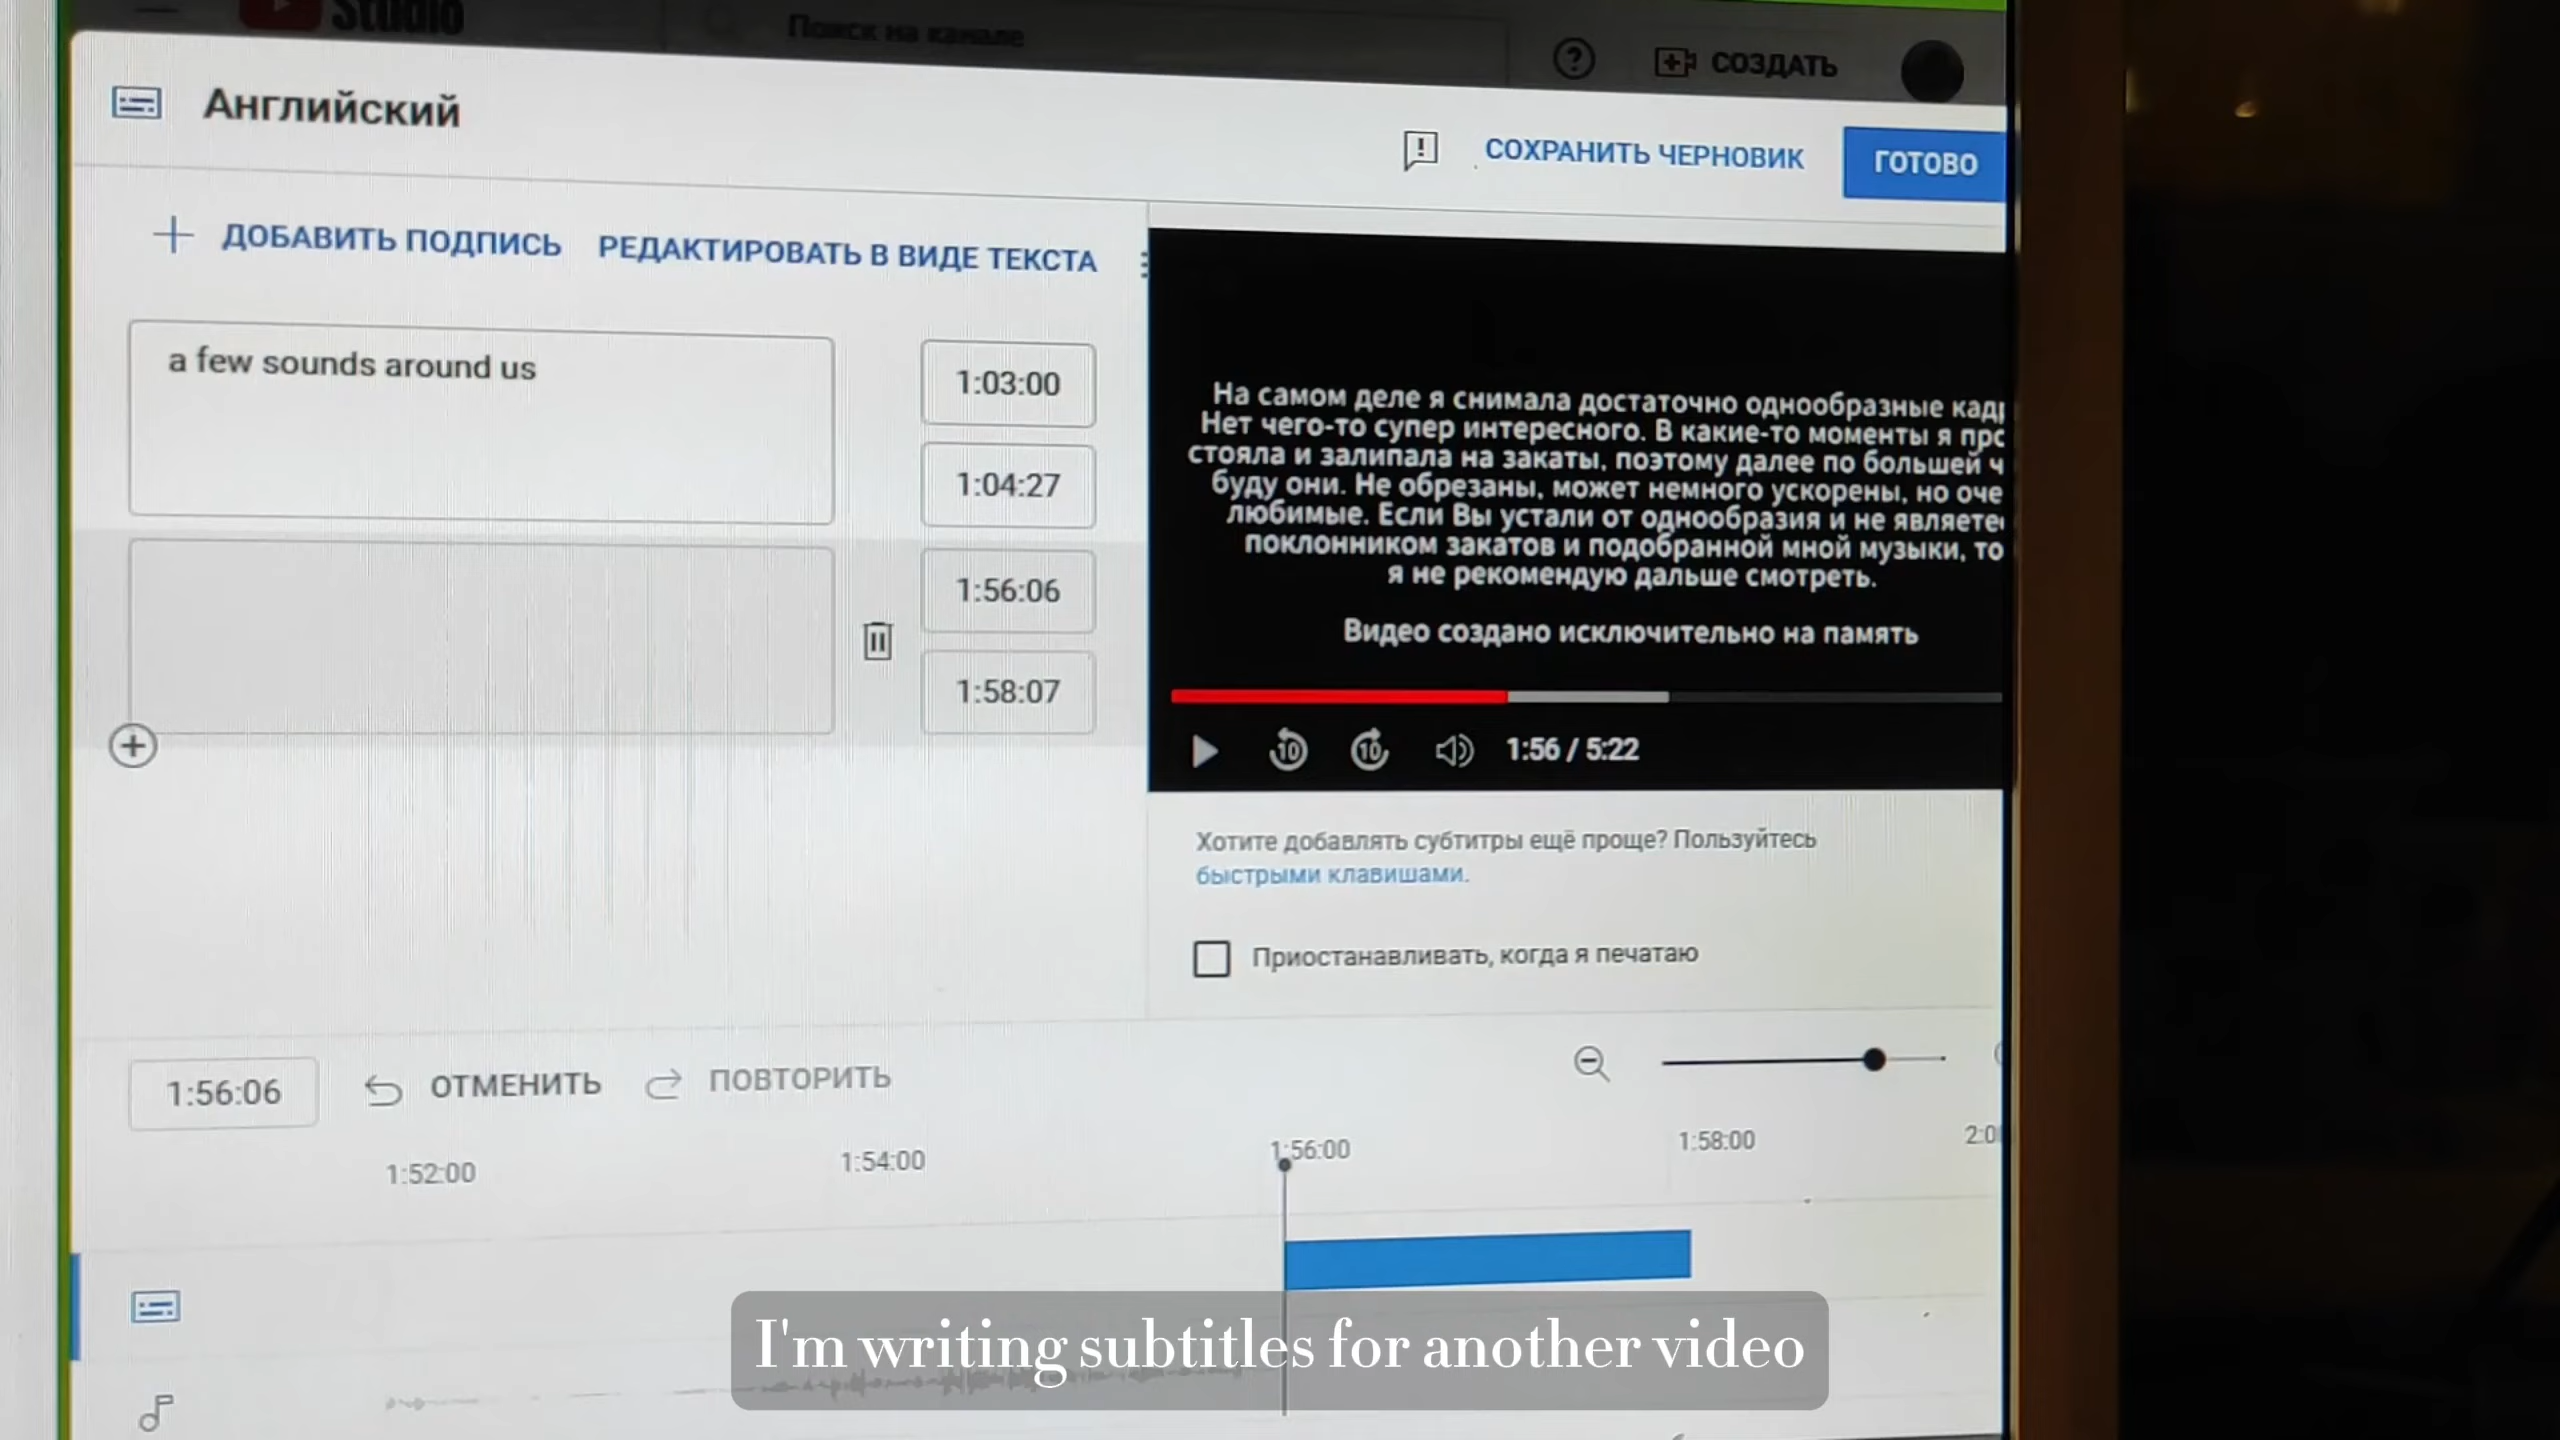 Studio
Поиск на канале
СОЗДАТЬ
Английский
СОХРАНИТЬ ЧЕРНОВИК
ГОТОВО
ДОБАВИТЬ ПОДПИСЬ
РЕДАКТИРОВАТЬ В ВИДЕ ТЕКСТА
a few sounds around us
1:03:00
1:04:27
1:56:06
1:58:07
На самом деле я снимала достаточно однообразные
Нет чего-то супер интересного. В какие-то моменты я
стояла и залипала на закаты, поэтому далее по большей
буду они. Не обрезаны, может немного ускорены, но
любимые. Если Вы устали от однообразия и не
поклонником закатов и подобранной мной музыки, то
я не рекомендую дальше смотреть.
Видео создано исключительно на память
10
10
1:56 / 5:22
Хотите добавлять субтитры ещё проще? Пользуйтесь
быстрыми клавишами.
Приостанавливать, когда я печатаю
1:56:06
ОТМЕНИТЬ
ПОВТОРИТЬ
1:52:00
1:54:00
1:56:00
1:58:00
I'm writing subtitles for another video